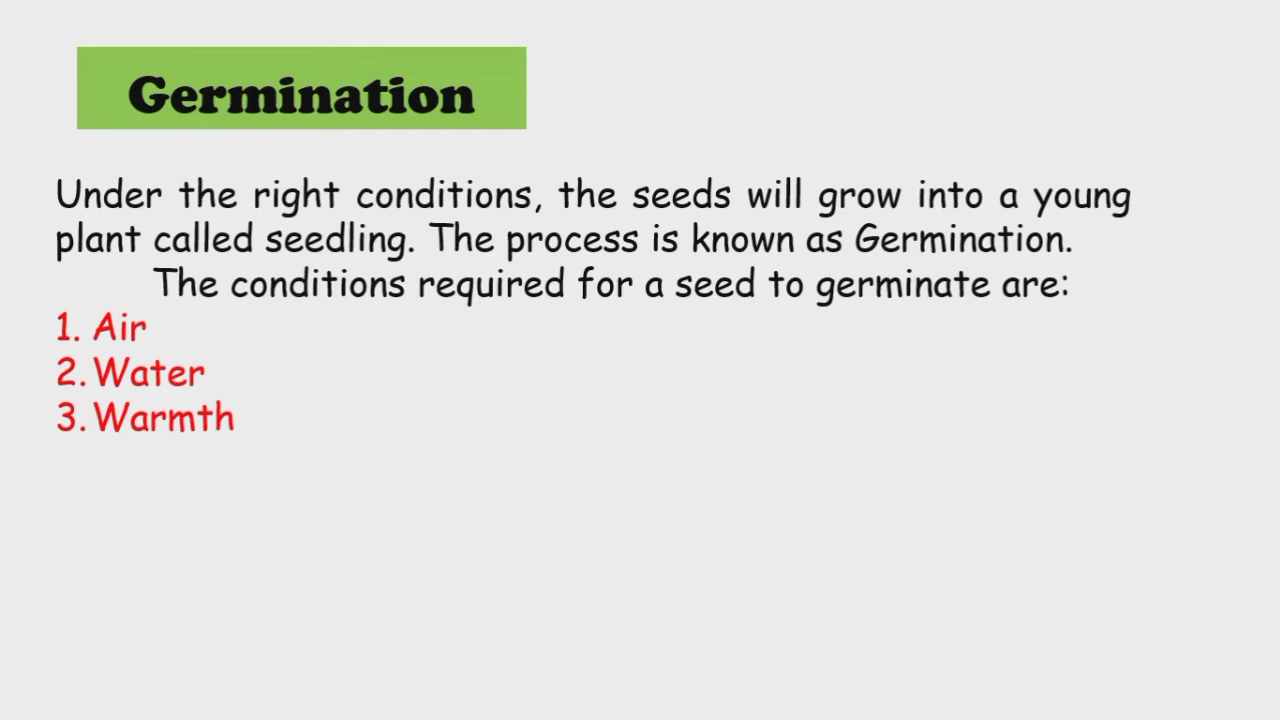 Germination
Under the right conditions, the seeds will grow into a young
plant called seedling. The process is known as Germination.
The conditions required for a seed to germinate are:
1. Air
2. Water
3. Warmth